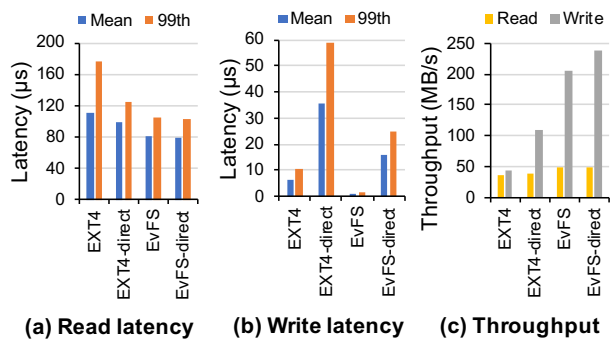 Mean 99th
Latency (µs)
200
160
120
80
40
0
EXT4
EXT4-direct
EvFS
EvFS-direct
(a) Read latency
Mean 99th
Latency (µs)
60
50
40
30
20
10
0
EXT4
EXT4-direct
EvFS
EvFS-direct
(b) Write latency
Read Write
Throughput (MB/s)
250
200
150
100
50
0
EXT4
EXT4-direct
EvFS
EvFS-direct
(c) Throughput